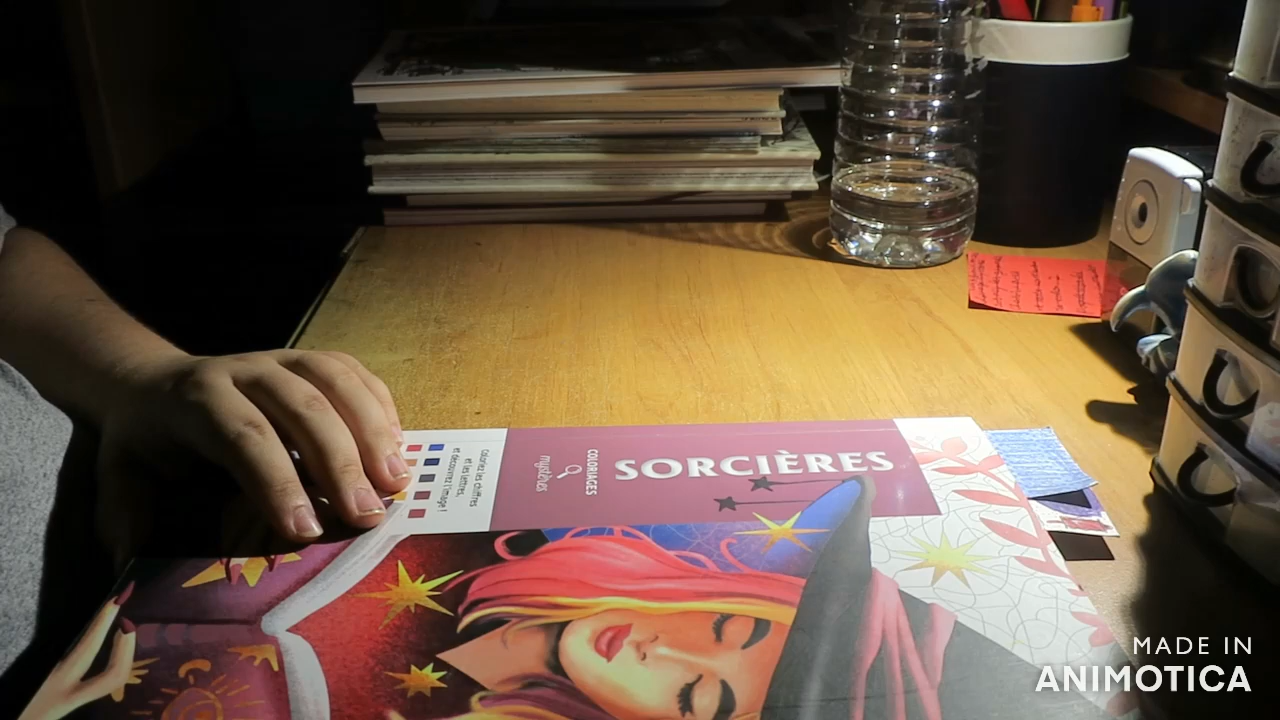 SORCIÈRES
COLORIAGES
mystères
Coloriez les chiffres
et les lettres,
et découvrez l'image !
MADE IN
ANIMOTICA